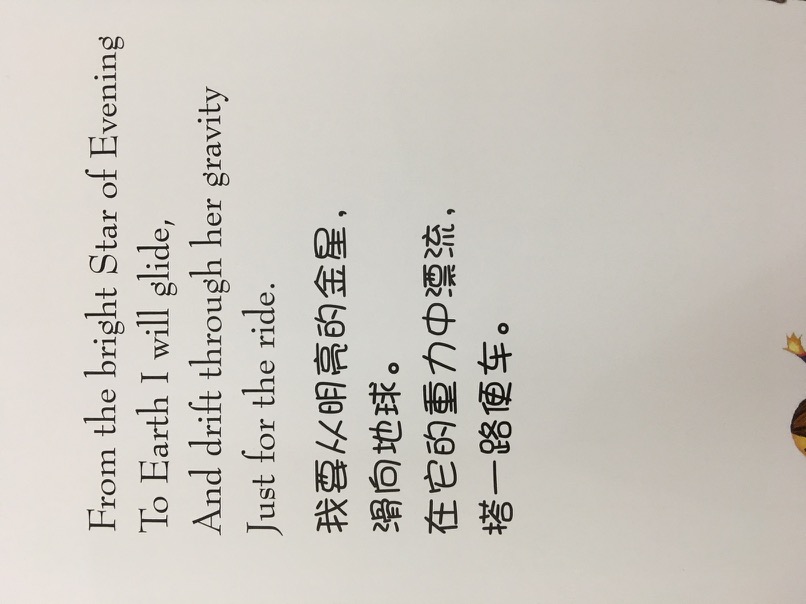 From the bright Star of Evening
To Earth I will glide,
And drift through her gravity
Just for the ride.
我要从明亮的金星，
滑向地球。
在它的重力中漂流，
搭一路便车。